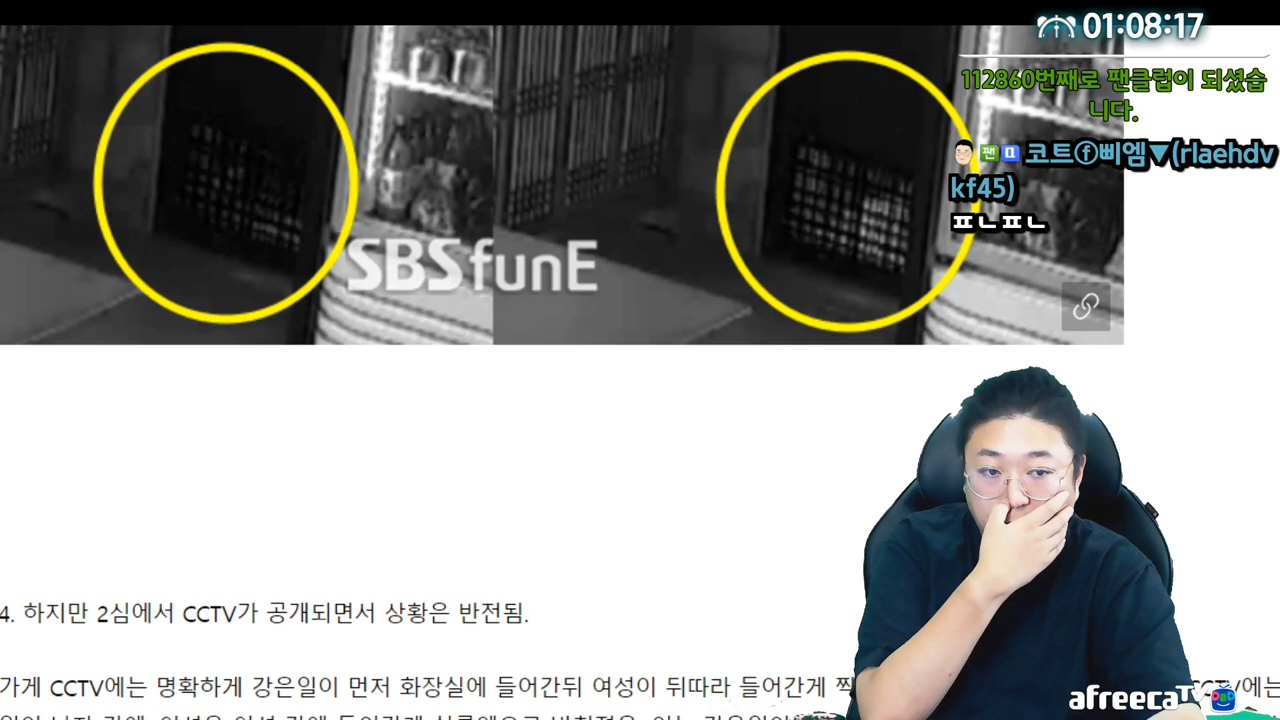 01:08:17
112860번째로 팬클럽이 되셨습
니다.
팬 코트ⓕ삐엠▼(rlaehdv
kf45)
ㅍㄴㅍㄴ
SBS funE
4. 하지만 2심에서 CCTV가 공개되면서 상황은 반전됨.
가게 CCTV에는 명확하게 강은일이 먼저 화장실에 들어간뒤 여성이 뒤따라 들어간게
afreecaTV